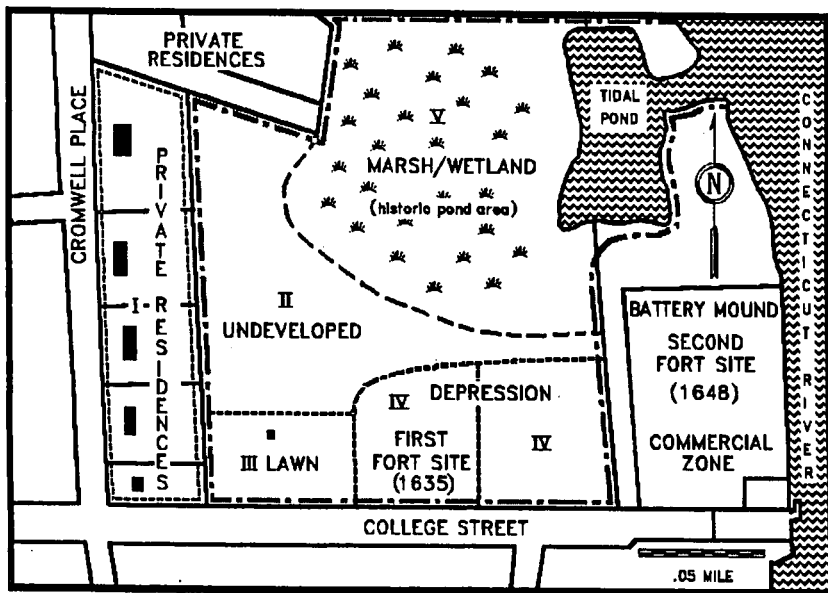 PRIVATE
RESIDENCES
CROMWELL PLACE
PRIVATE RESIDENCES
I
V
MARSH/WETLAND
(historic pond area)
TIDAL
POND
CONNECTICUT RIVER
N
II
UNDEVELOPED
BATTERY MOUND
SECOND
FORT SITE
(1648)
COMMERCIAL
ZONE
DEPRESSION
IV
FIRST
FORT SITE
(1635)
IV
III LAWN
COLLEGE STREET
.05 MILE